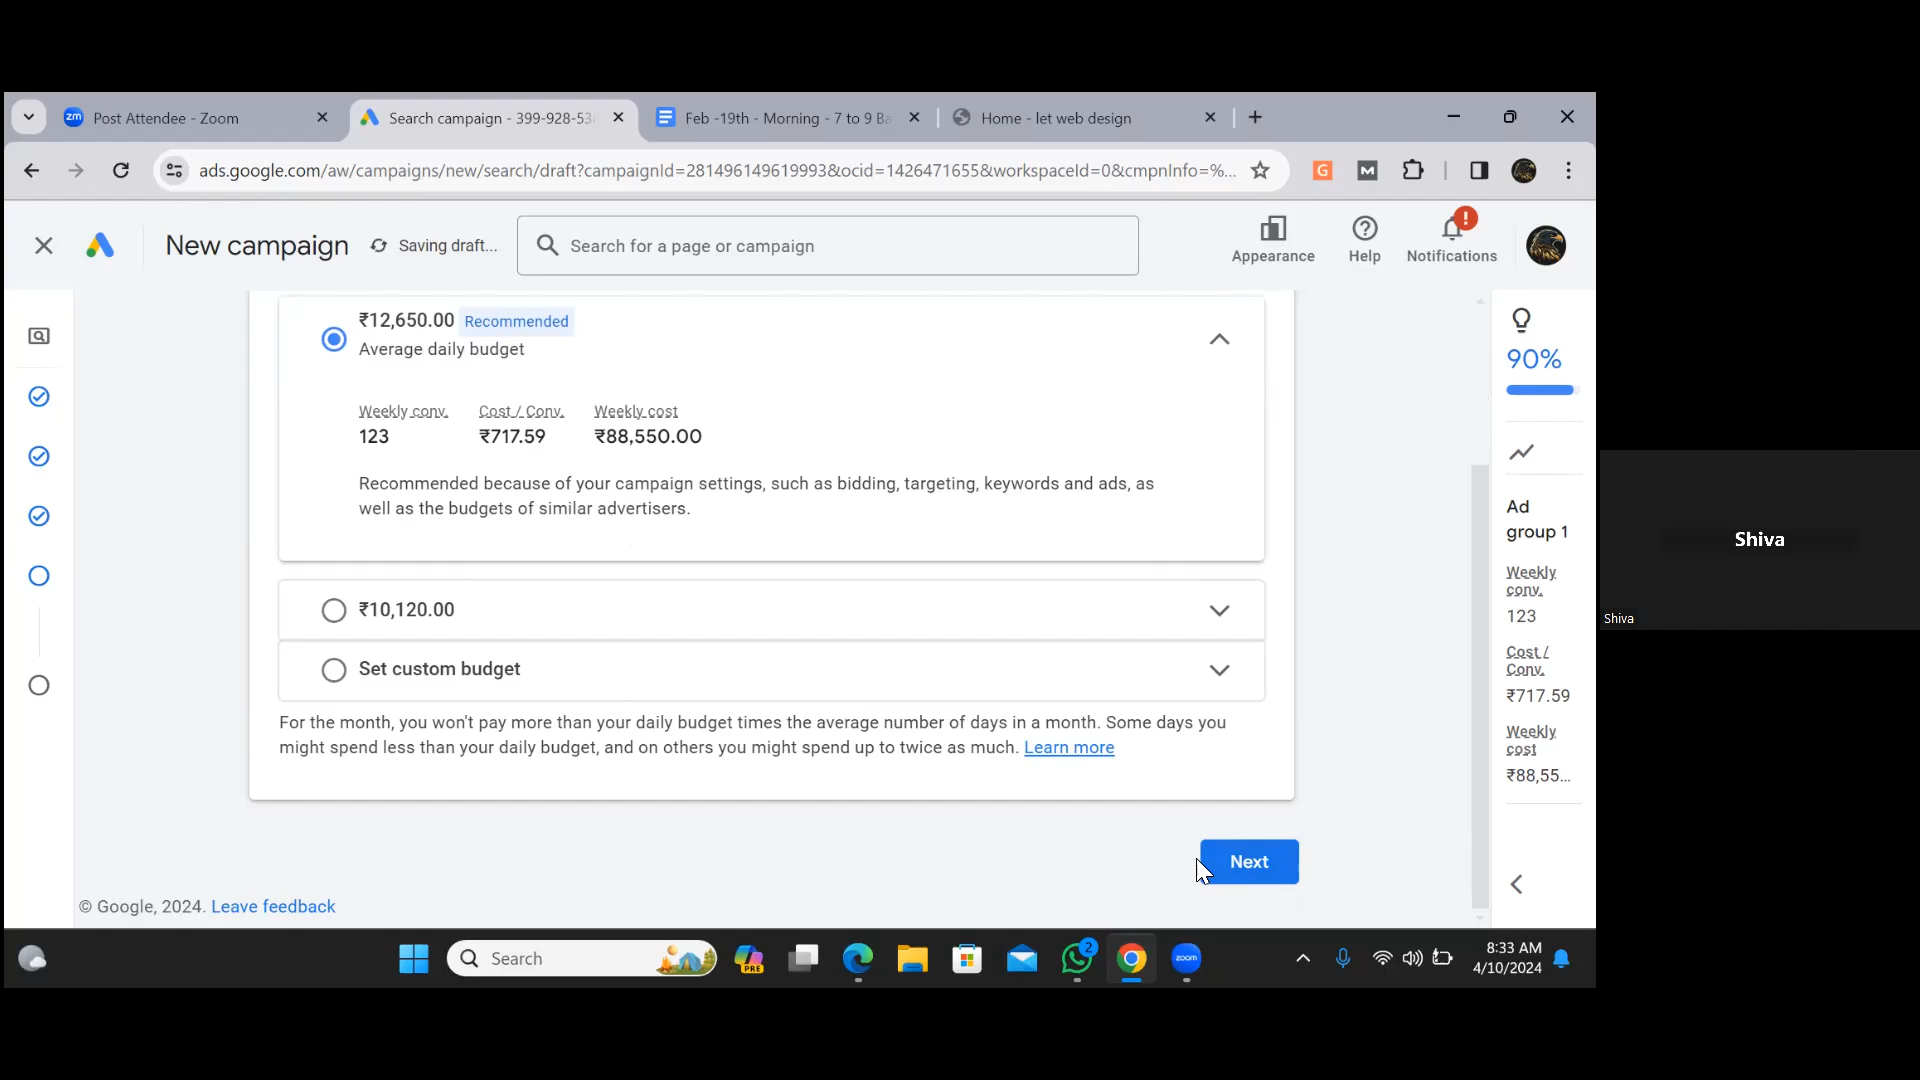 Post Attendee - Zoom
Search campaign - 399-928-53
Feb -19th - Morning - 7 to 9 Ba
Home - let web design
ads.google.com/aw/campaigns/new/search/draft?campaignId=281496149619993&ocid=1426471655&workspaceId=0&cmpnInfo=%...
New campaign
Saving draft...
Search for a page or campaign
Appearance
Help
Notifications
₹12,650.00 Recommended
Average daily budget
Weekly conv. Cost / Conv. Weekly cost
123 ₹717.59 ₹88,550.00
Recommended because of your campaign settings, such as bidding, targeting, keywords and ads, as
well as the budgets of similar advertisers.
₹10,120.00
Set custom budget
For the month, you won't pay more than your daily budget times the average number of days in a month. Some days you
might spend less than your daily budget, and on others you might spend up to twice as much. Learn more
Next
© Google, 2024. Leave feedback
90%
Ad
group 1
Weekly
conv.
123
Cost /
Conv.
₹717.59
Weekly
cost
₹88,55...
Shiva
Shiva
Search
PRE
2
zoom
8:33 AM
4/10/2024